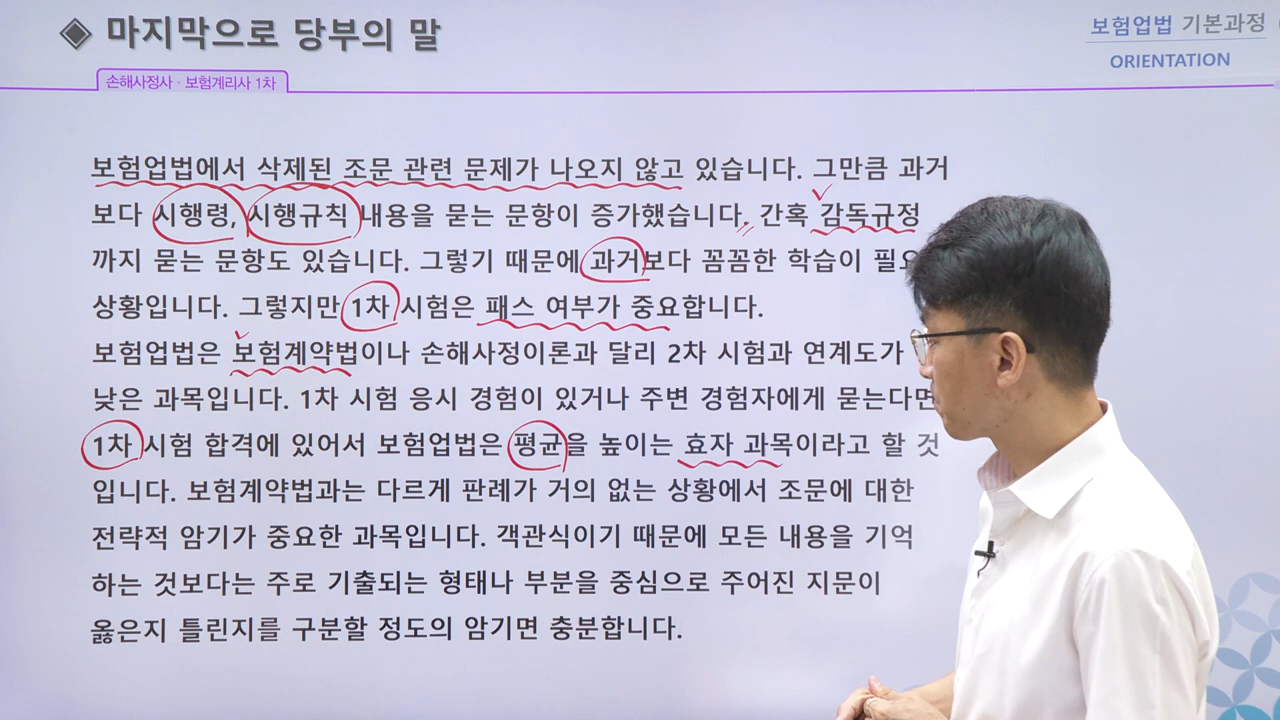 ◈ 마지막으로 당부의 말
보험업법 기본과정
ORIENTATION
손해사정사 · 보험계리사 1차
보험업법에서 삭제된 조문 관련 문제가 나오지 않고 있습니다. 그만큼 과거
보다 시행령, 시행규칙 내용을 묻는 문항이 증가했습니다. 간혹 감독규정
까지 묻는 문항도 있습니다. 그렇기 때문에 과거보다 꼼꼼한 학습이
상황입니다. 그렇지만 1차 시험은 패스 여부가 중요합니다.
보험업법은 보험계약법이나 손해사정이론과 달리 2차 시험과 연계도가
낮은 과목입니다. 1차 시험 응시 경험이 있거나 주변 경험자에게 묻는다면
1차 시험 합격에 있어서 보험업법은 평균을 높이는 효자 과목이라고 할 것
입니다. 보험계약법과는 다르게 판례가 거의 없는 상황에서 조문에 대한
전략적 암기가 중요한 과목입니다. 객관식이기 때문에 모든 내용을 기억
하는 것보다는 주로 기출되는 형태나 부분을 중심으로 주어진 지문이
옳은지 틀린지를 구분할 정도의 암기면 충분합니다.